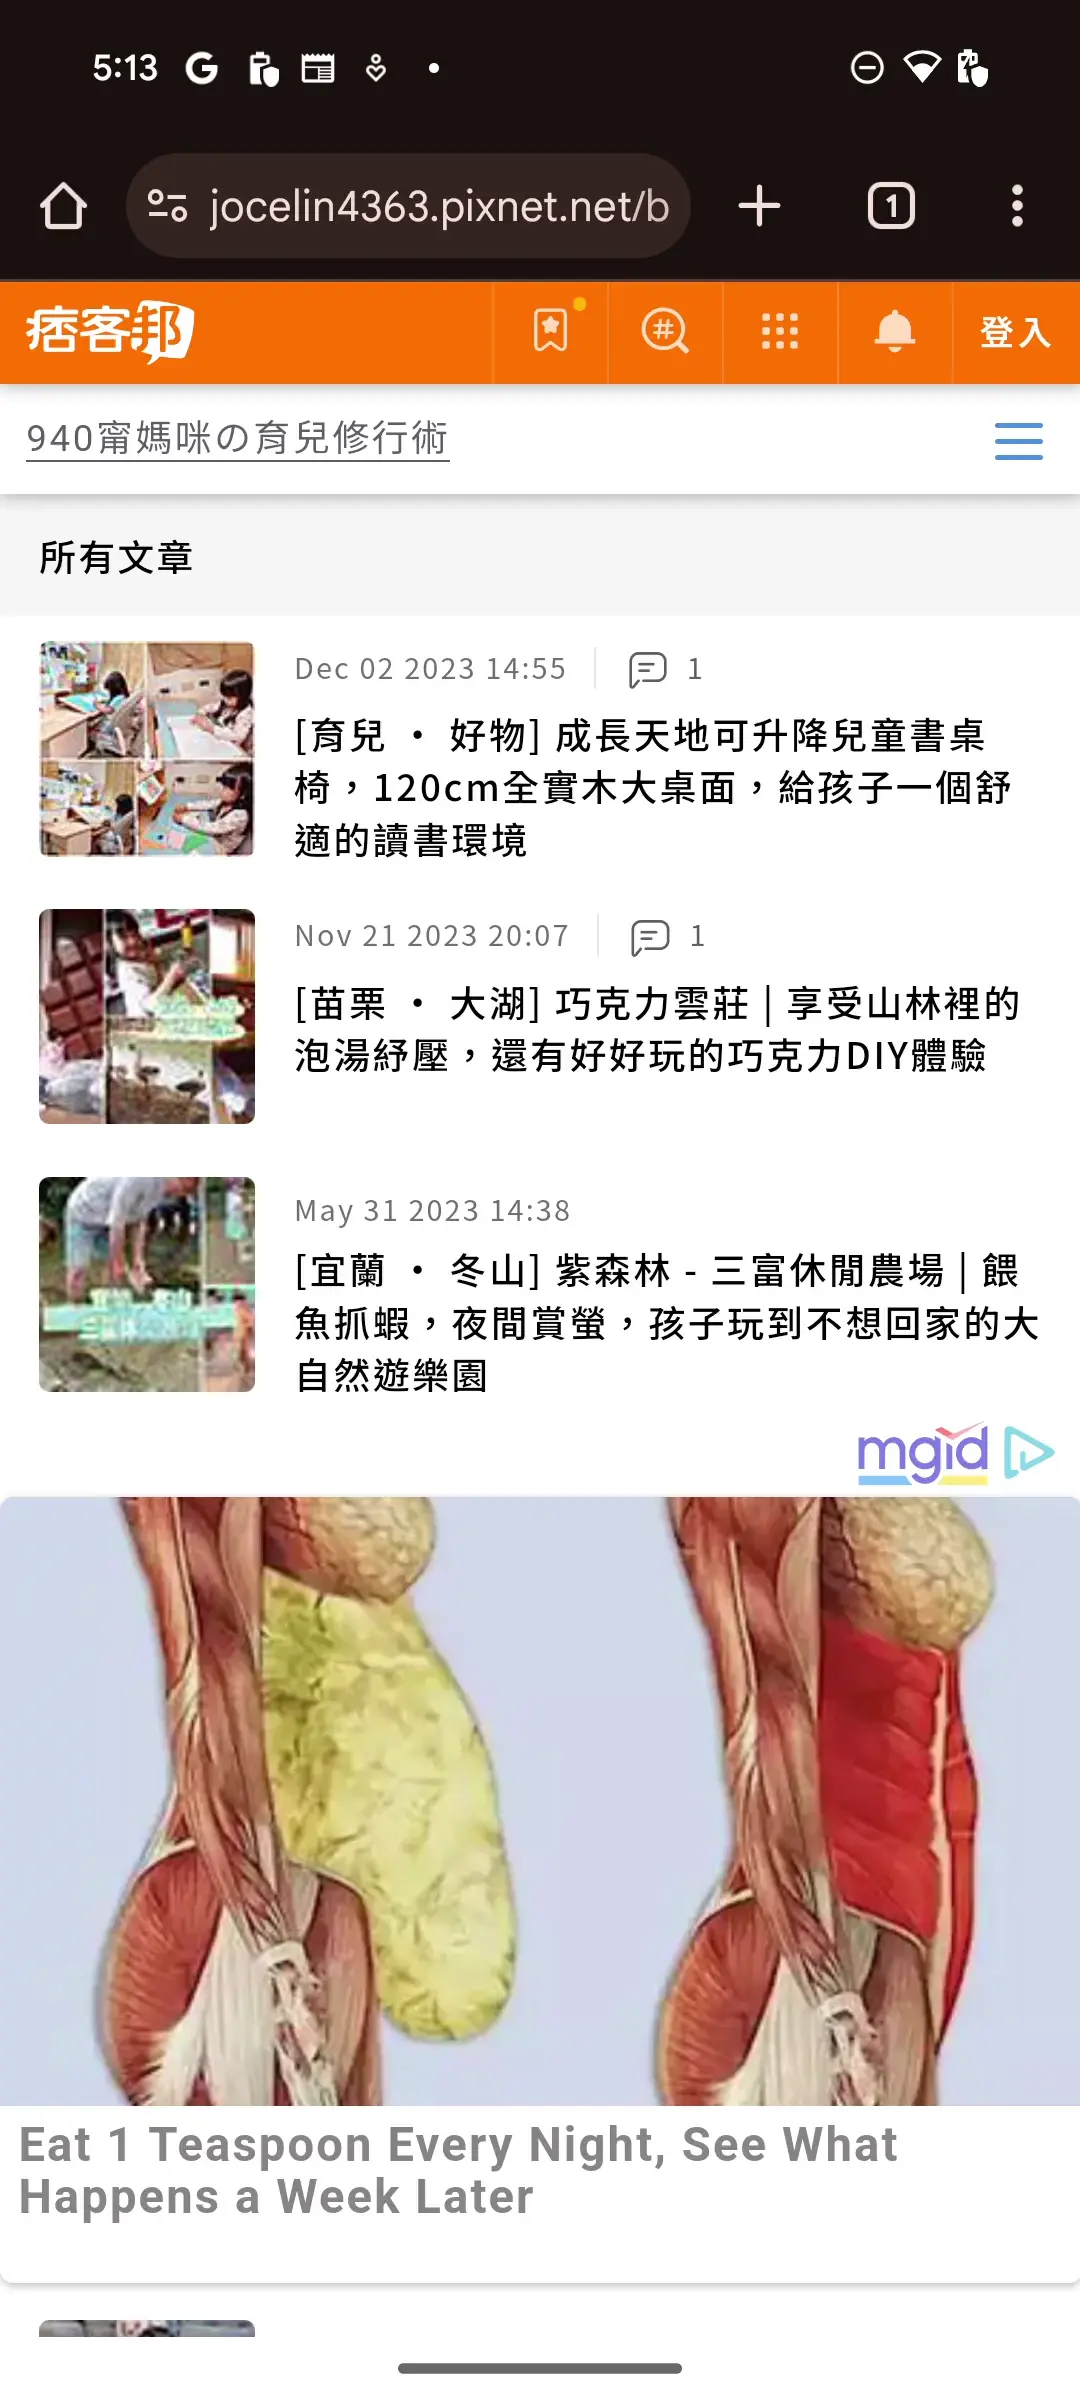 5:13
jocelin4363.pixnet.net/b
1
痞客邦
登入
940甯媽咪の育兒修行術
所有文章
Dec 02 2023 14:55
1
[育兒 • 好物] 成長天地可升降兒童書桌
椅，120cm全實木大桌面，給孩子一個舒
適的讀書環境
Nov 21 2023 20:07
1
[苗栗 • 大湖] 巧克力雲莊 | 享受山林裡的
泡湯紓壓，還有好好玩的巧克力DIY體驗
May 31 2023 14:38
[宜蘭 • 冬山] 紫森林 - 三富休閒農場 | 餵
魚抓蝦，夜間賞螢，孩子玩到不想回家的大
自然遊樂園
mgid
Eat 1 Teaspoon Every Night, See What
Happens a Week Later